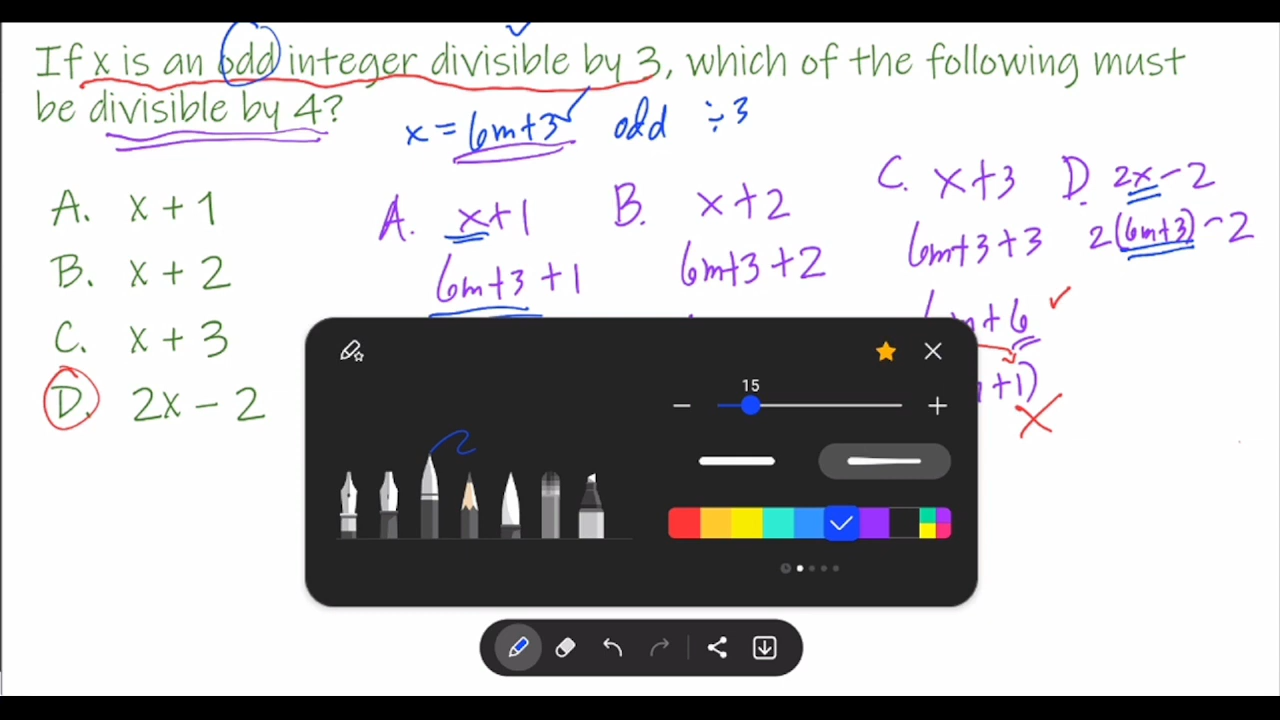 If x is an odd integer divisible by 3, which of the following must
be divisible by 4?
x = 6m+3 odd ÷3
A. x + 1
B. x + 2
C. x + 3
D. 2x - 2
A. x+1
6m+3 +1
B. x+2
6m+3 +2
C. x+3
6m+3+3
+6
+1)
D. 2x-2
2(6m+3)-2
15